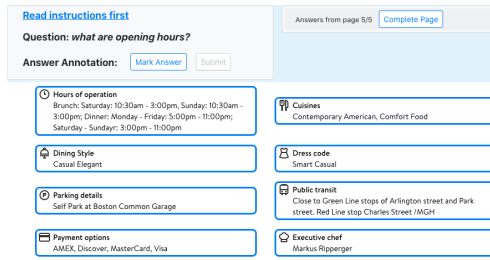 Read instructions first
Answers from page 5/5
Complete Page
Question: what are opening hours?
Answer Annotation:
Mark Answer
Submit
Hours of operation
Brunch: Saturday: 10:30am - 3:00pm, Sunday: 10:30am -
3:00pm; Dinner: Monday - Friday: 5:00pm - 11:00pm;
Saturday - Sundayr: 3:00pm - 11:00pm
Cuisines
Contemporary American, Comfort Food
Dining Style
Casual Elegant
Dress code
Smart Casual
Parking details
Self Park at Boston Common Garage
Public transit
Close to Green Line stops of Arlington street and Park
street. Red Line stop Charles Street /MGH
Payment options
AMEX, Discover, MasterCard, Visa
Executive chef
Markus Ripperger